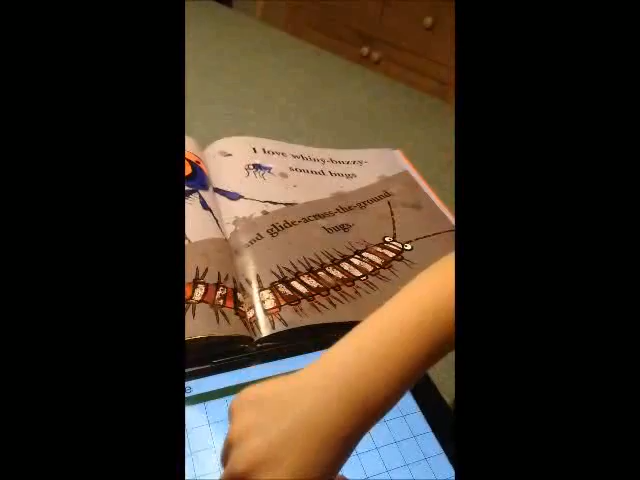 I love whiny-buzzy-
sound bugs
and glide-across-the-ground
bugs.